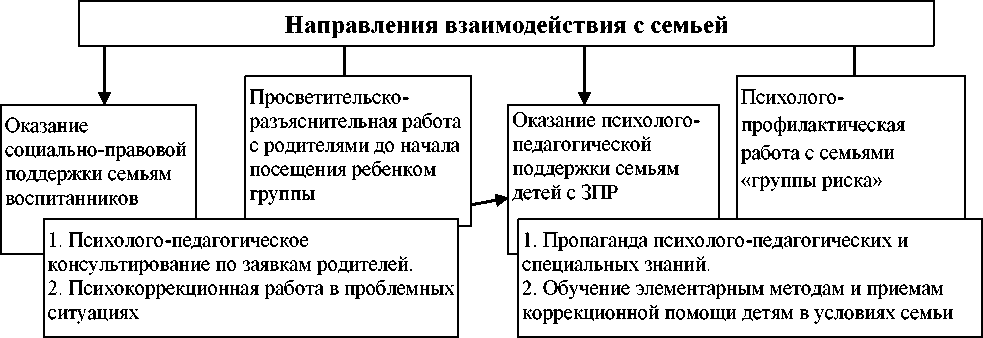 Направления взаимодействия с семьей
Оказание
социально-правовой
поддержки семьям
воспитанников
Просветительско-
разъяснительная работа
с родителями до начала
посещения ребенком
группы
Оказание психолого-
педагогической
поддержки семьям
детей с ЗПР
Психолого-
профилактическая
работа с семьями
«группы риска»
1. Психолого-педагогическое
консультирование по заявкам родителей.
2. Психокоррекционная работа в проблемных
ситуациях
1. Пропаганда психолого-педагогических и
специальных знаний.
2. Обучение элементарным методам и приемам
коррекционной помощи детям в условиях семьи